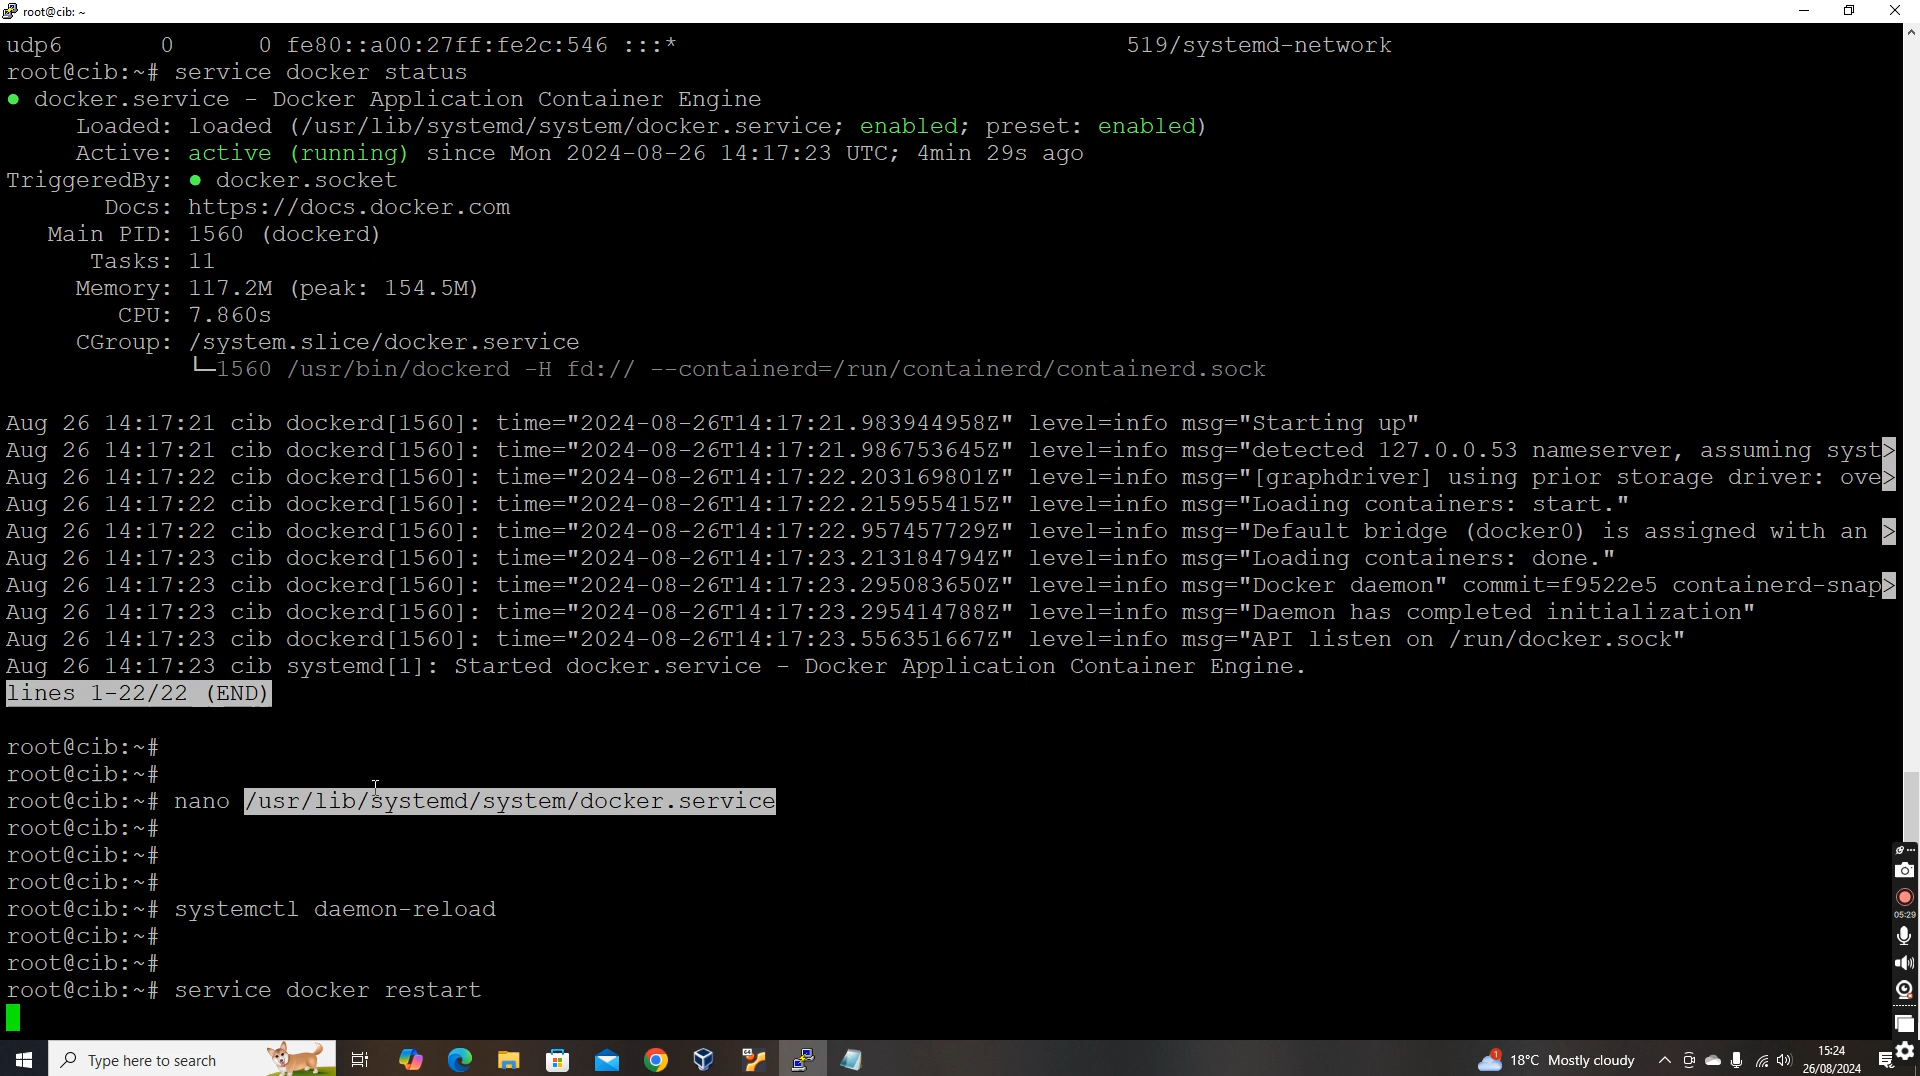 root@cib: ~
udp6       0      0 fe80::a00:27ff:fe2c:546 :::*                                519/systemd-network
root@cib:~# service docker status
● docker.service - Docker Application Container Engine
     Loaded: loaded (/usr/lib/systemd/system/docker.service; enabled; preset: enabled)
     Active: active (running) since Mon 2024-08-26 14:17:23 UTC; 4min 29s ago
TriggeredBy: ● docker.socket
       Docs: https://docs.docker.com
   Main PID: 1560 (dockerd)
      Tasks: 11
     Memory: 117.2M (peak: 154.5M)
        CPU: 7.860s
     CGroup: /system.slice/docker.service
             └─1560 /usr/bin/dockerd -H fd:// --containerd=/run/containerd/containerd.sock
Aug 26 14:17:21 cib dockerd[1560]: time="2024-08-26T14:17:21.983944958Z" level=info msg="Starting up"
Aug 26 14:17:21 cib dockerd[1560]: time="2024-08-26T14:17:21.986753645Z" level=info msg="detected 127.0.0.53 nameserver, assuming syst>
Aug 26 14:17:22 cib dockerd[1560]: time="2024-08-26T14:17:22.203169801Z" level=info msg="[graphdriver] using prior storage driver: ove>
Aug 26 14:17:22 cib dockerd[1560]: time="2024-08-26T14:17:22.215955415Z" level=info msg="Loading containers: start."
Aug 26 14:17:22 cib dockerd[1560]: time="2024-08-26T14:17:22.957457729Z" level=info msg="Default bridge (docker0) is assigned with an >
Aug 26 14:17:23 cib dockerd[1560]: time="2024-08-26T14:17:23.213184794Z" level=info msg="Loading containers: done."
Aug 26 14:17:23 cib dockerd[1560]: time="2024-08-26T14:17:23.295083650Z" level=info msg="Docker daemon" commit=f9522e5 containerd-snap>
Aug 26 14:17:23 cib dockerd[1560]: time="2024-08-26T14:17:23.295414788Z" level=info msg="Daemon has completed initialization"
Aug 26 14:17:23 cib dockerd[1560]: time="2024-08-26T14:17:23.556351667Z" level=info msg="API listen on /run/docker.sock"
Aug 26 14:17:23 cib systemd[1]: Started docker.service - Docker Application Container Engine.
lines 1-22/22 (END)
root@cib:~#
root@cib:~#
root@cib:~# nano /usr/lib/systemd/system/docker.service
root@cib:~#
root@cib:~#
root@cib:~#
root@cib:~# systemctl daemon-reload
root@cib:~#
root@cib:~#
root@cib:~# service docker restart
05:29
Type here to search
1
64
18°C Mostly cloudy
15:24
26/08/2024